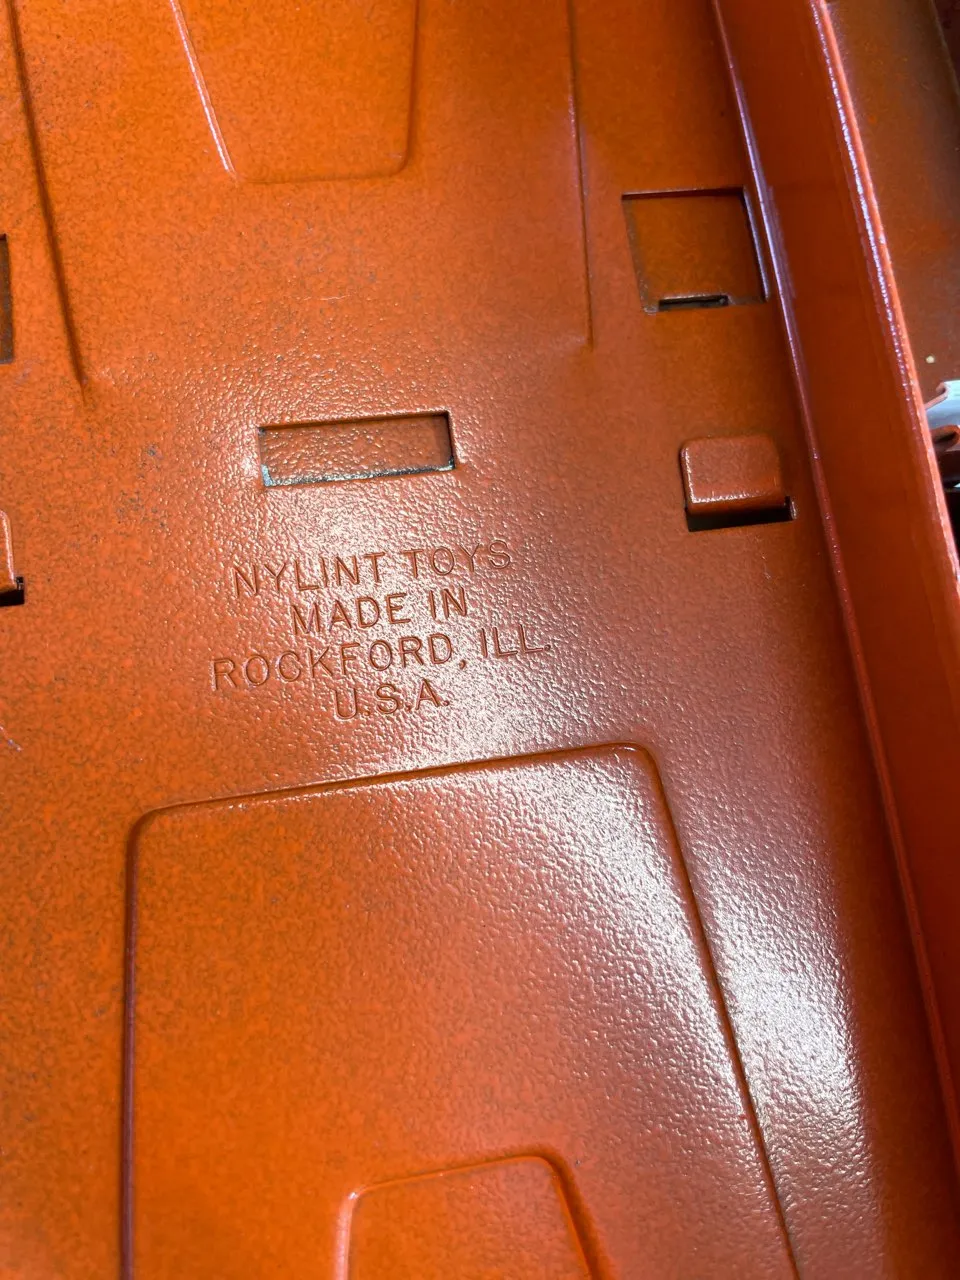 NYLINT TOYS
MADE IN
ROCKFORD, ILL.
U.S.A.